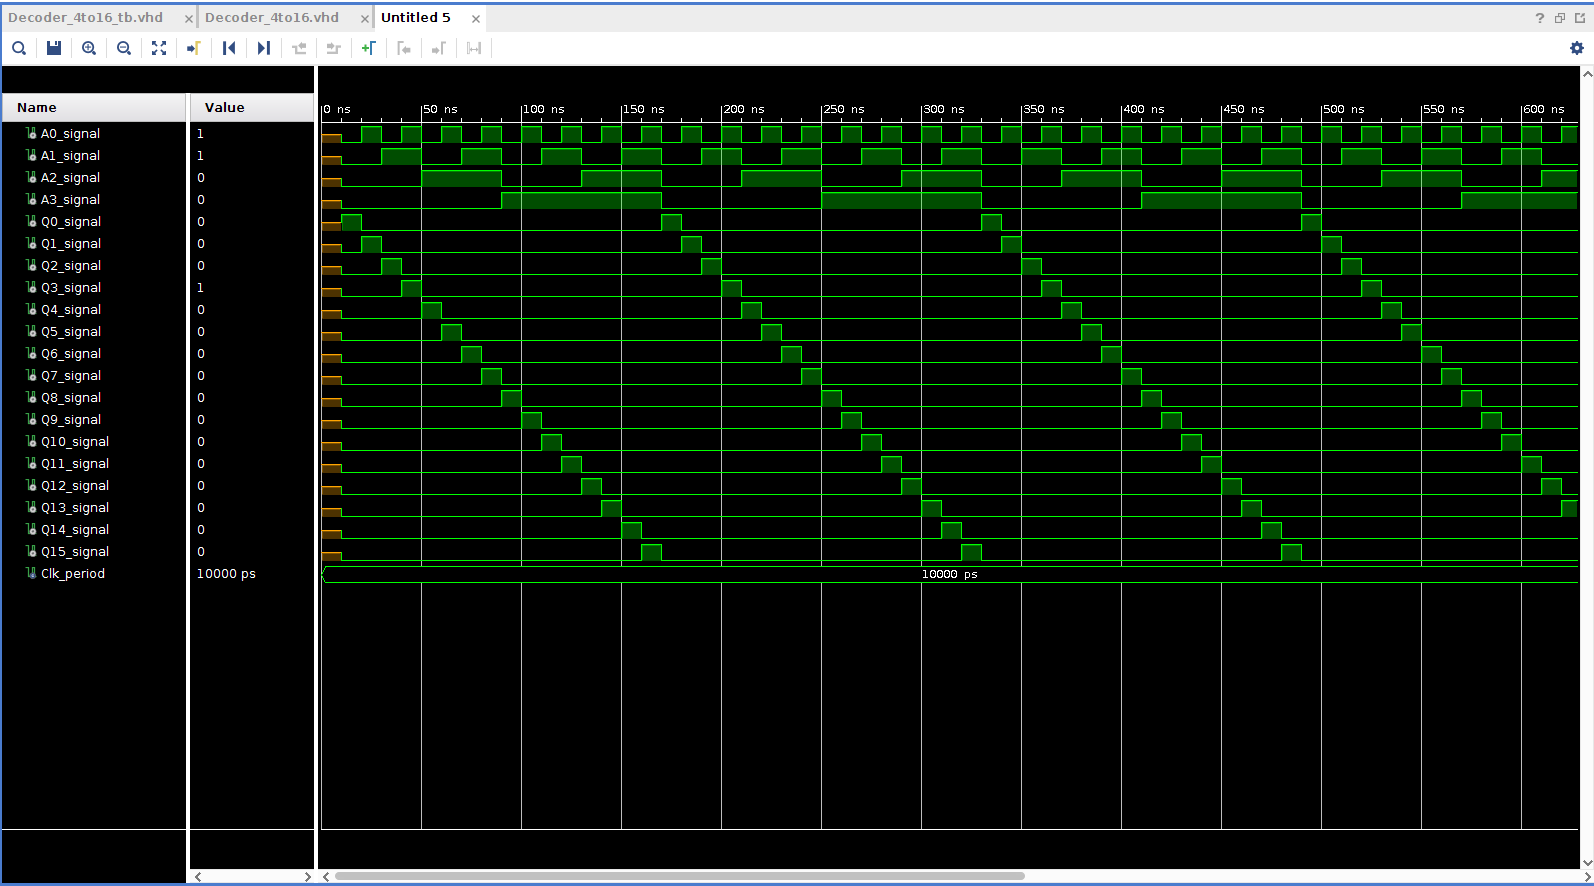 Decoder_4to16_tb.vhd × Decoder_4to16.vhd × Untitled 5 ×
?
Name Value
0 ns 50 ns 100 ns 150 ns 200 ns 250 ns 300 ns 350 ns 400 ns 450 ns 500 ns 550 ns 600 ns
A0_signal 1
A1_signal 1
A2_signal 0
A3_signal 0
Q0_signal 0
Q1_signal 0
Q2_signal 0
Q3_signal 1
Q4_signal 0
Q5_signal 0
Q6_signal 0
Q7_signal 0
Q8_signal 0
Q9_signal 0
Q10_signal 0
Q11_signal 0
Q12_signal 0
Q13_signal 0
Q14_signal 0
Q15_signal 0
Clk_period 10000 ps 10000 ps